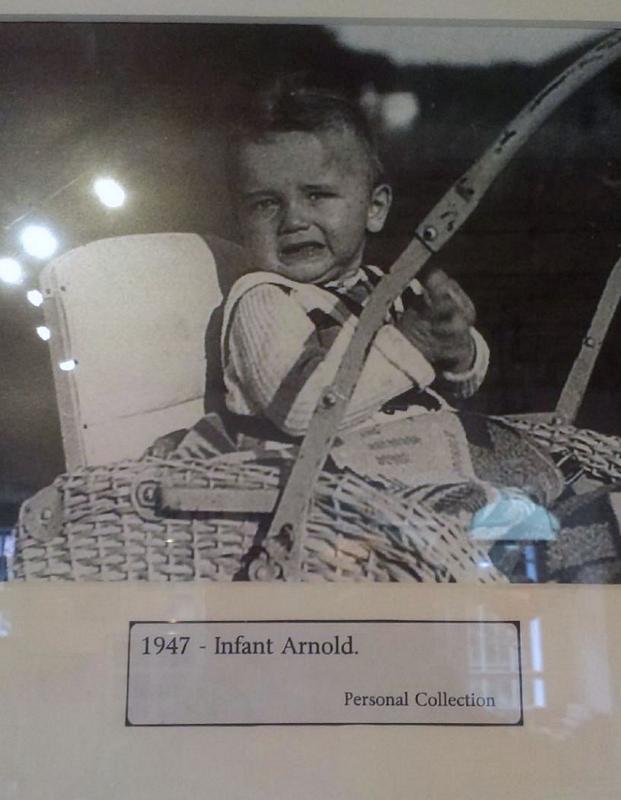 1947 - Infant Arnold.
Personal Collection